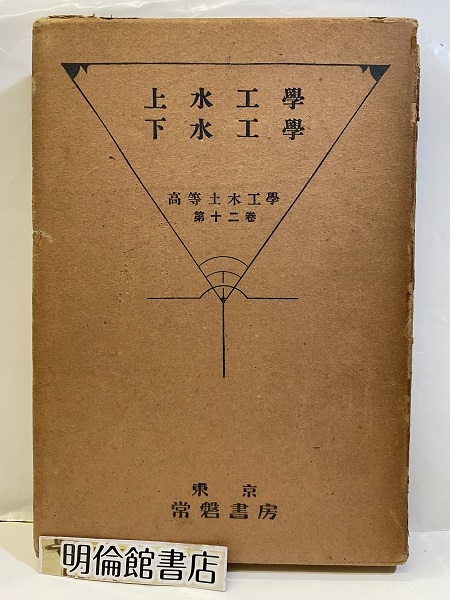 上水工學
下水工學
高等土木工學
第十二卷
東京
常磐書房
明倫館書店